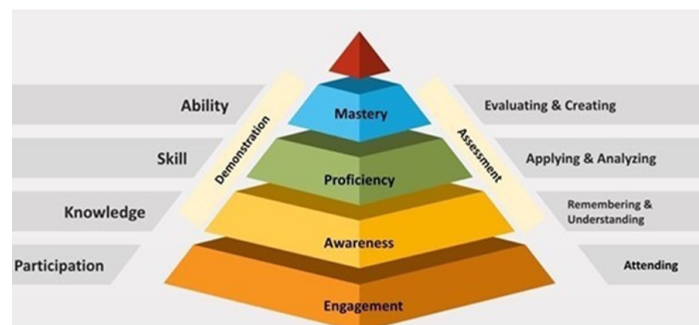 Ability
Mastery
Evaluating & Creating
Demonstration
Assessment
Skill
Proficiency
Applying & Analyzing
Knowledge
Awareness
Remembering &
Understanding
Participation
Engagement
Attending